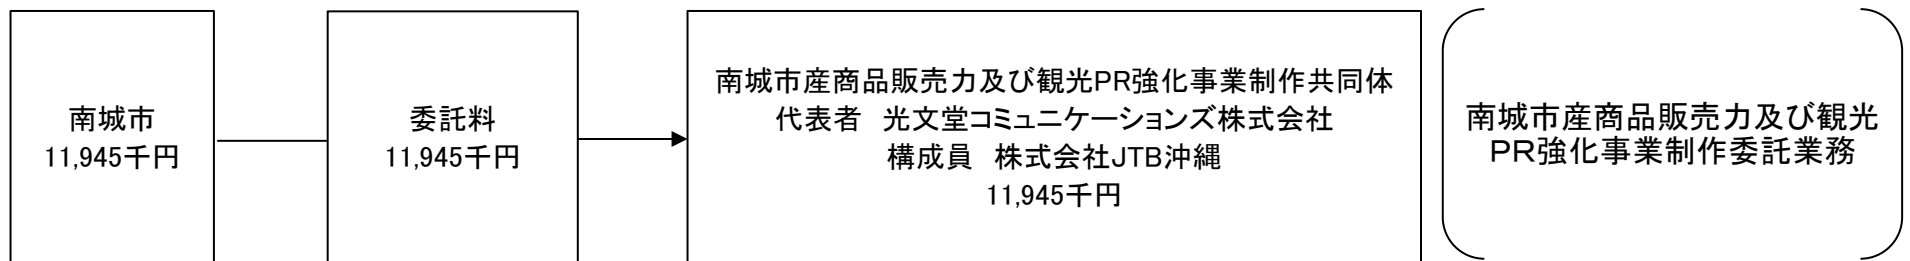 南城市
11,945千円
委託料
11,945千円
南城市産商品販売力及び観光PR強化事業制作共同体
代表者　光文堂コミュニケーションズ株式会社
構成員　株式会社JTB沖縄
11,945千円
南城市産商品販売力及び観光
ＰＲ強化事業制作委託業務